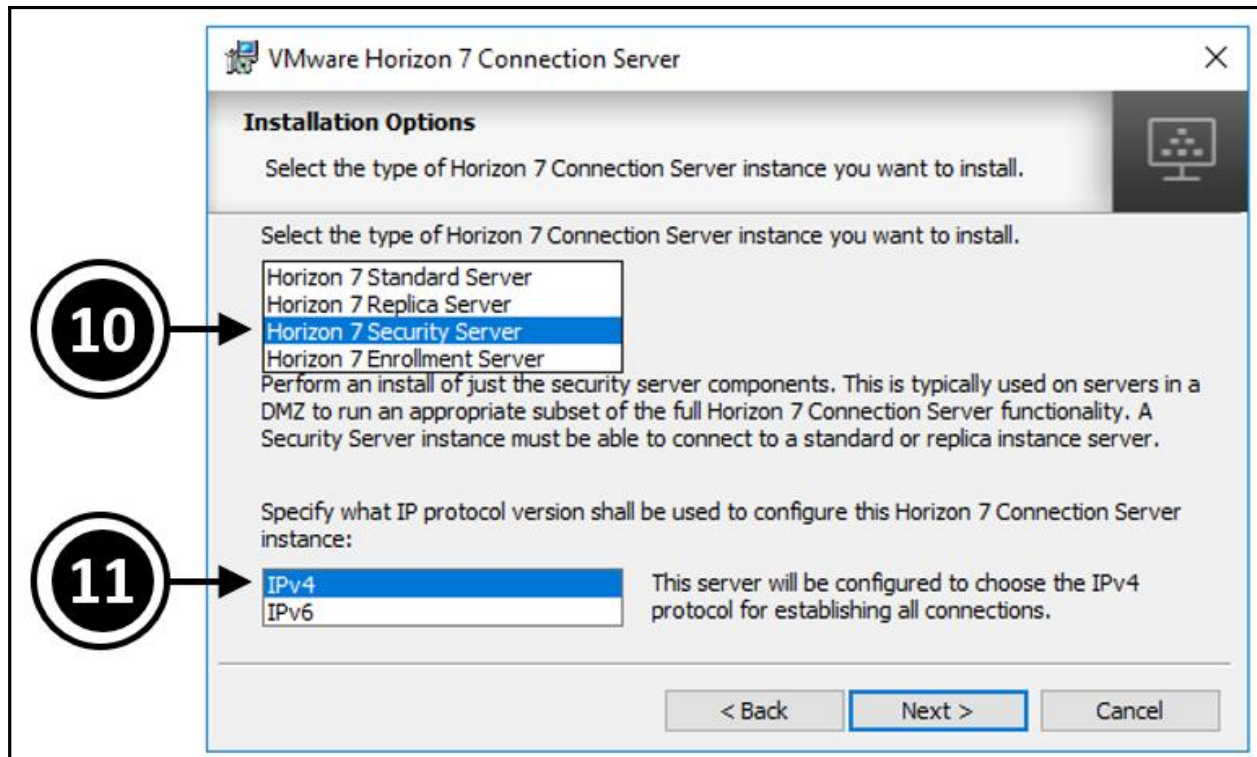 VMware Horizon 7 Connection Server
Installation Options
Select the type of Horizon 7 Connection Server instance you want to install.
Select the type of Horizon 7 Connection Server instance you want to install.
Horizon 7 Standard Server
Horizon 7 Replica Server
10
Horizon 7 Security Server
Horizon 7 Enrollment Server
Perform an install of just the security server components. This is typically used on servers in a
DMZ to run an appropriate subset of the full Horizon 7 Connection Server functionality. A
Security Server instance must be able to connect to a standard or replica instance server.
Specify what IP protocol version shall be used to configure this Horizon 7 Connection Server
instance:
11
IPv4
IPv6
This server will be configured to choose the IPv4
protocol for establishing all connections.
< Back
Next >
Cancel